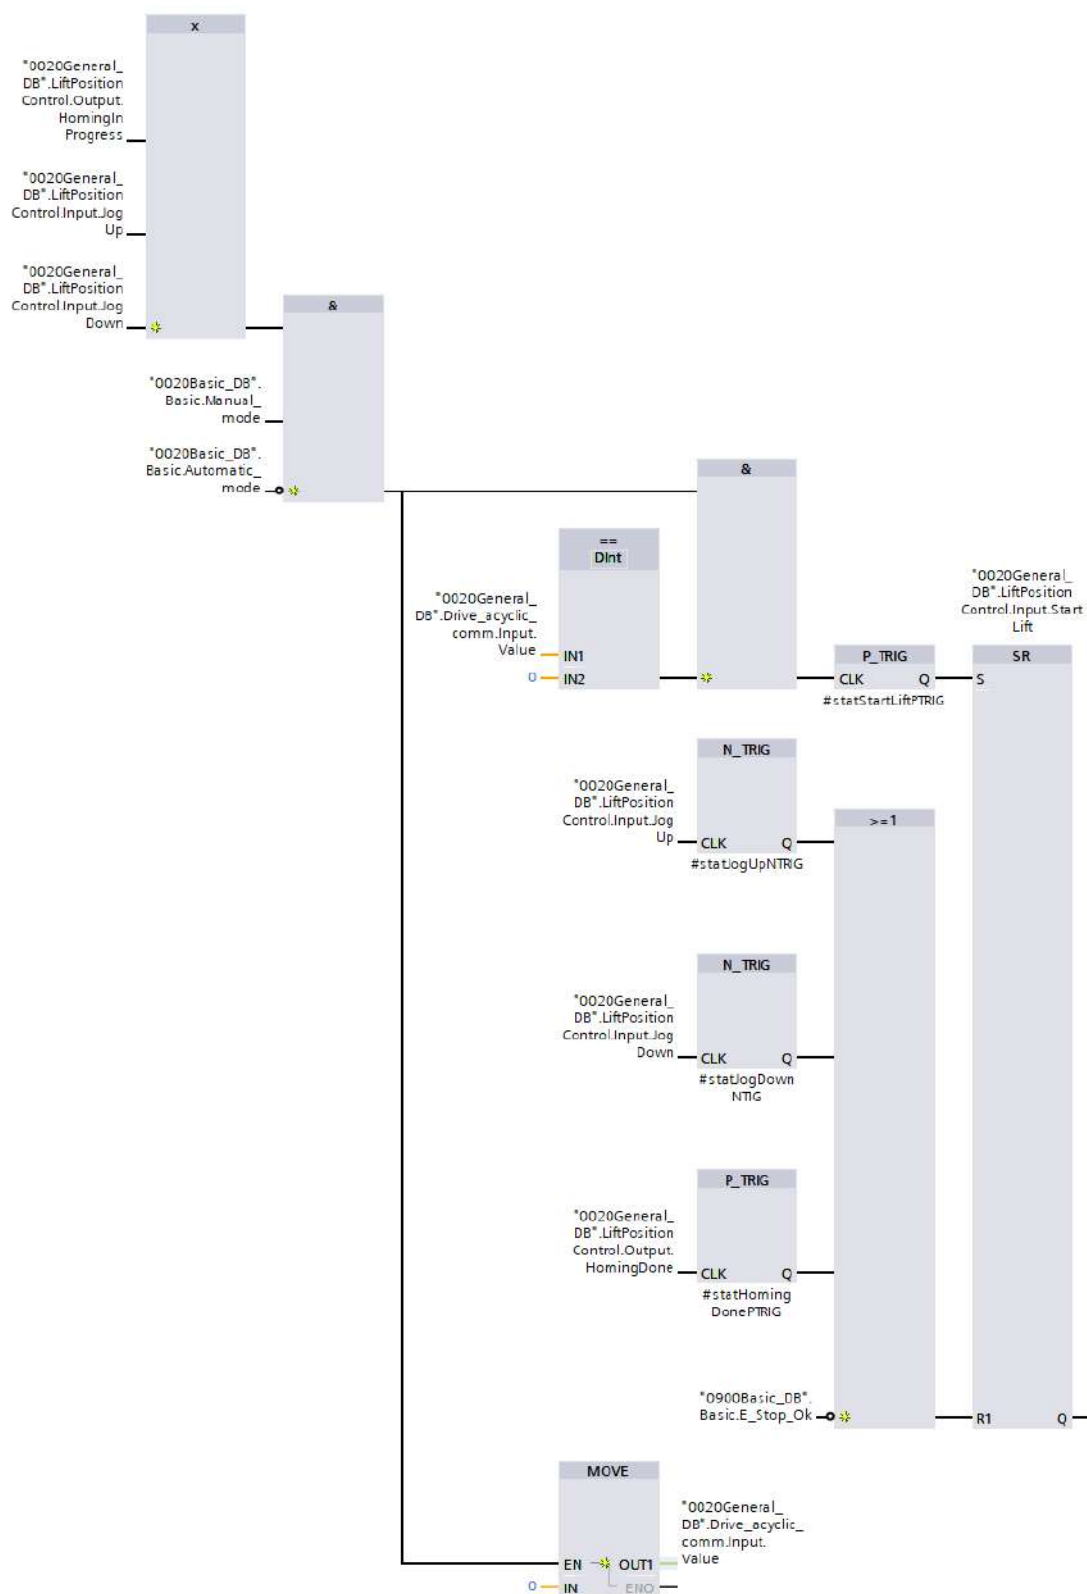 x
"0020General_
DB".LiftPosition
Control.Output.
HomingIn
Progress
"0020General_
DB".LiftPosition
Control.Input.Jog
Up
"0020General_
DB".LiftPosition
Control.Input.Jog
Down
&
"0020Basic_DB".
Basic.Manual_
mode
"0020Basic_DB".
Basic.Automatic_
mode
&
==
DInt
"0020General_
DB".Drive_acyclic_
comm.Input.
Value
IN1
0
IN2
"0020General_
DB".LiftPosition
Control.Input.Start
Lift
P_TRIG
CLK Q
#statStartLiftPTRIG
SR
S
N_TRIG
"0020General_
DB".LiftPosition
Control.Input.Jog
Up
CLK Q
#statJogUpNTRIG
>=1
N_TRIG
"0020General_
DB".LiftPosition
Control.Input.Jog
Down
CLK Q
#statJogDown
NTIG
P_TRIG
"0020General_
DB".LiftPosition
Control.Output.
HomingDone
CLK Q
#statHoming
DonePTRIG
"0900Basic_DB".
Basic.E_Stop_Ok
R1 Q
MOVE
"0020General_
DB".Drive_acyclic_
comm.Input.
Value
EN OUT1
0 IN ENO